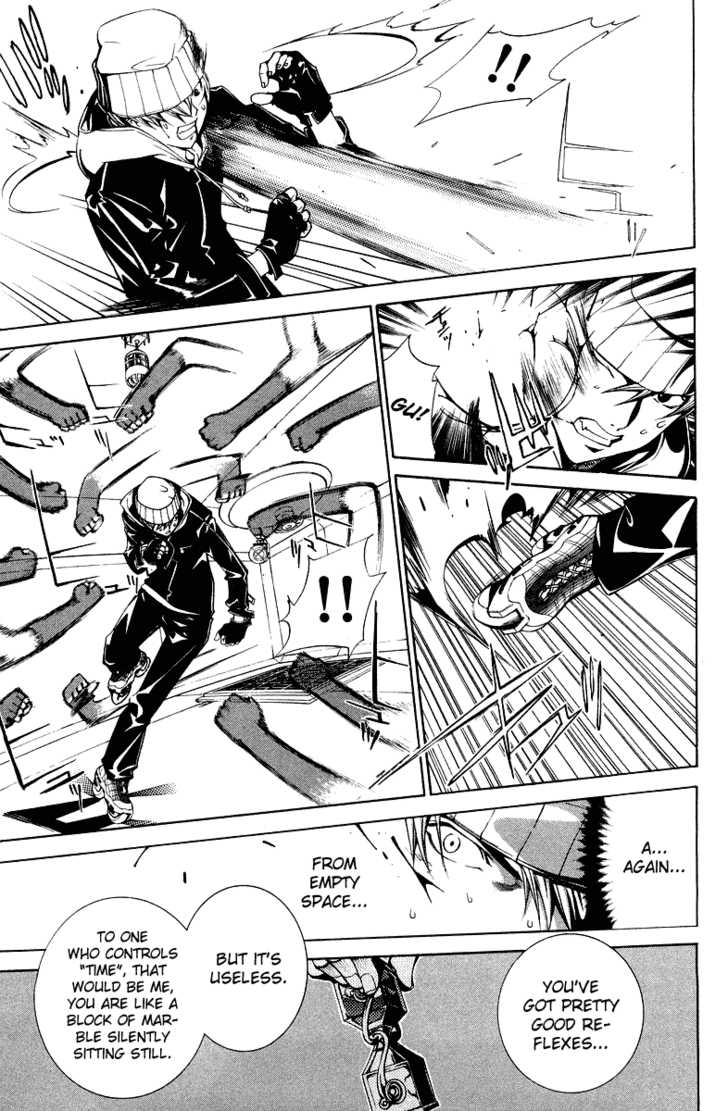 !!
GU!
!!
A...
AGAIN...
FROM
EMPTY
SPACE...
YOU'VE
GOT PRETTY
GOOD RE-
FLEXES...
BUT IT'S
USELESS.
TO ONE
WHO CONTROLS
"TIME", THAT
WOULD BE ME,
YOU ARE LIKE A
BLOCK OF MAR-
BLE SILENTLY
SITTING STILL.